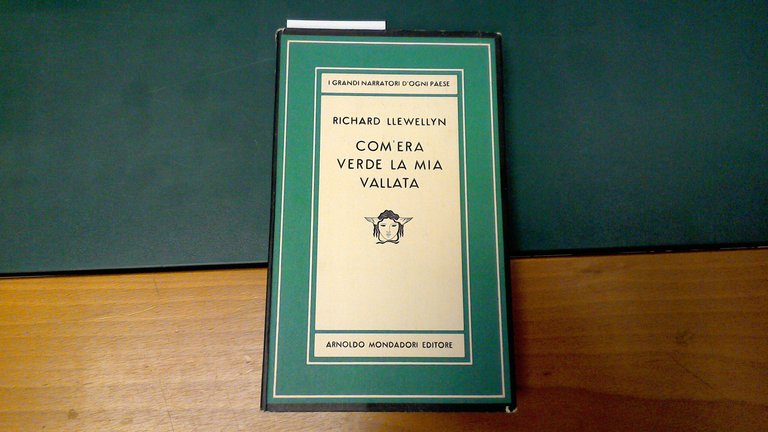 I GRANDI NARRATORI D'OGNI PAESE
RICHARD LLEWELLYN
COM'ERA
VERDE LA MIA
VALLATA
ARNOLDO MONDADORI EDITORE